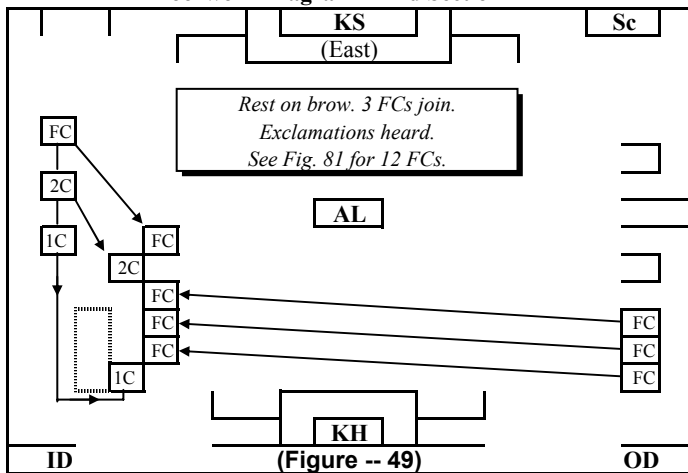 KS Sc
(East)
Rest on brow. 3 FCs join.
Exclamations heard.
See Fig. 81 for 12 FCs.
FC
2C
AL
1C FC
2C
FC
FC FC
FC FC
1C FC
KH
ID (Figure -- 49) OD